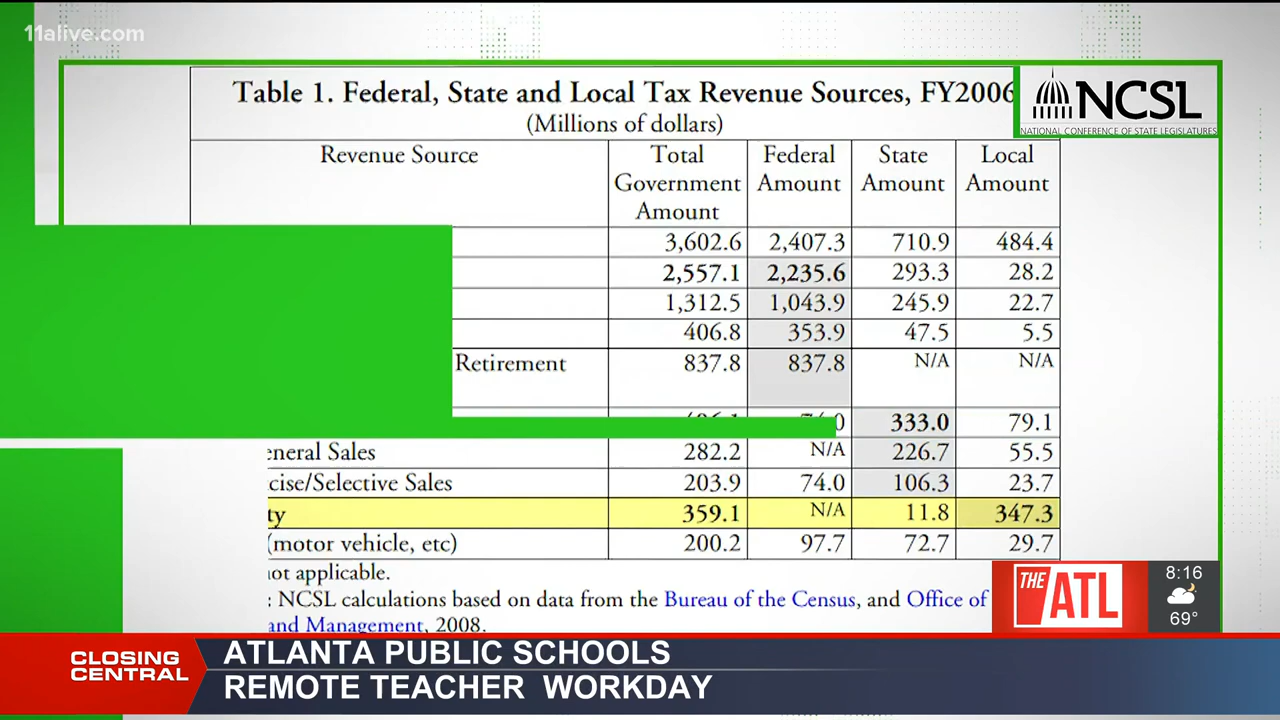 11alive.com
Table 1. Federal, State and Local Tax Revenue Sources, FY2006
(Millions of dollars)
NCSL
NATIONAL CONFERENCE OF STATE LEGISLATURES
Revenue Source Total Government Amount Federal Amount State Amount Local Amount
3,602.6 2,407.3 710.9 484.4
2,557.1 2,235.6 293.3 28.2
1,312.5 1,043.9 245.9 22.7
406.8 353.9 47.5 5.5
Retirement 837.8 837.8 N/A N/A
333.0 79.1
eneral Sales 282.2 N/A 226.7 55.5
cise/Selective Sales 203.9 74.0 106.3 23.7
ty 359.1 N/A 11.8 347.3
(motor vehicle, etc) 200.2 97.7 72.7 29.7
not applicable.
: NCSL calculations based on data from the Bureau of the Census, and Office of
and Management, 2008.
THE ATL
8:16
69°
CLOSING CENTRAL
ATLANTA PUBLIC SCHOOLS
REMOTE TEACHER WORKDAY